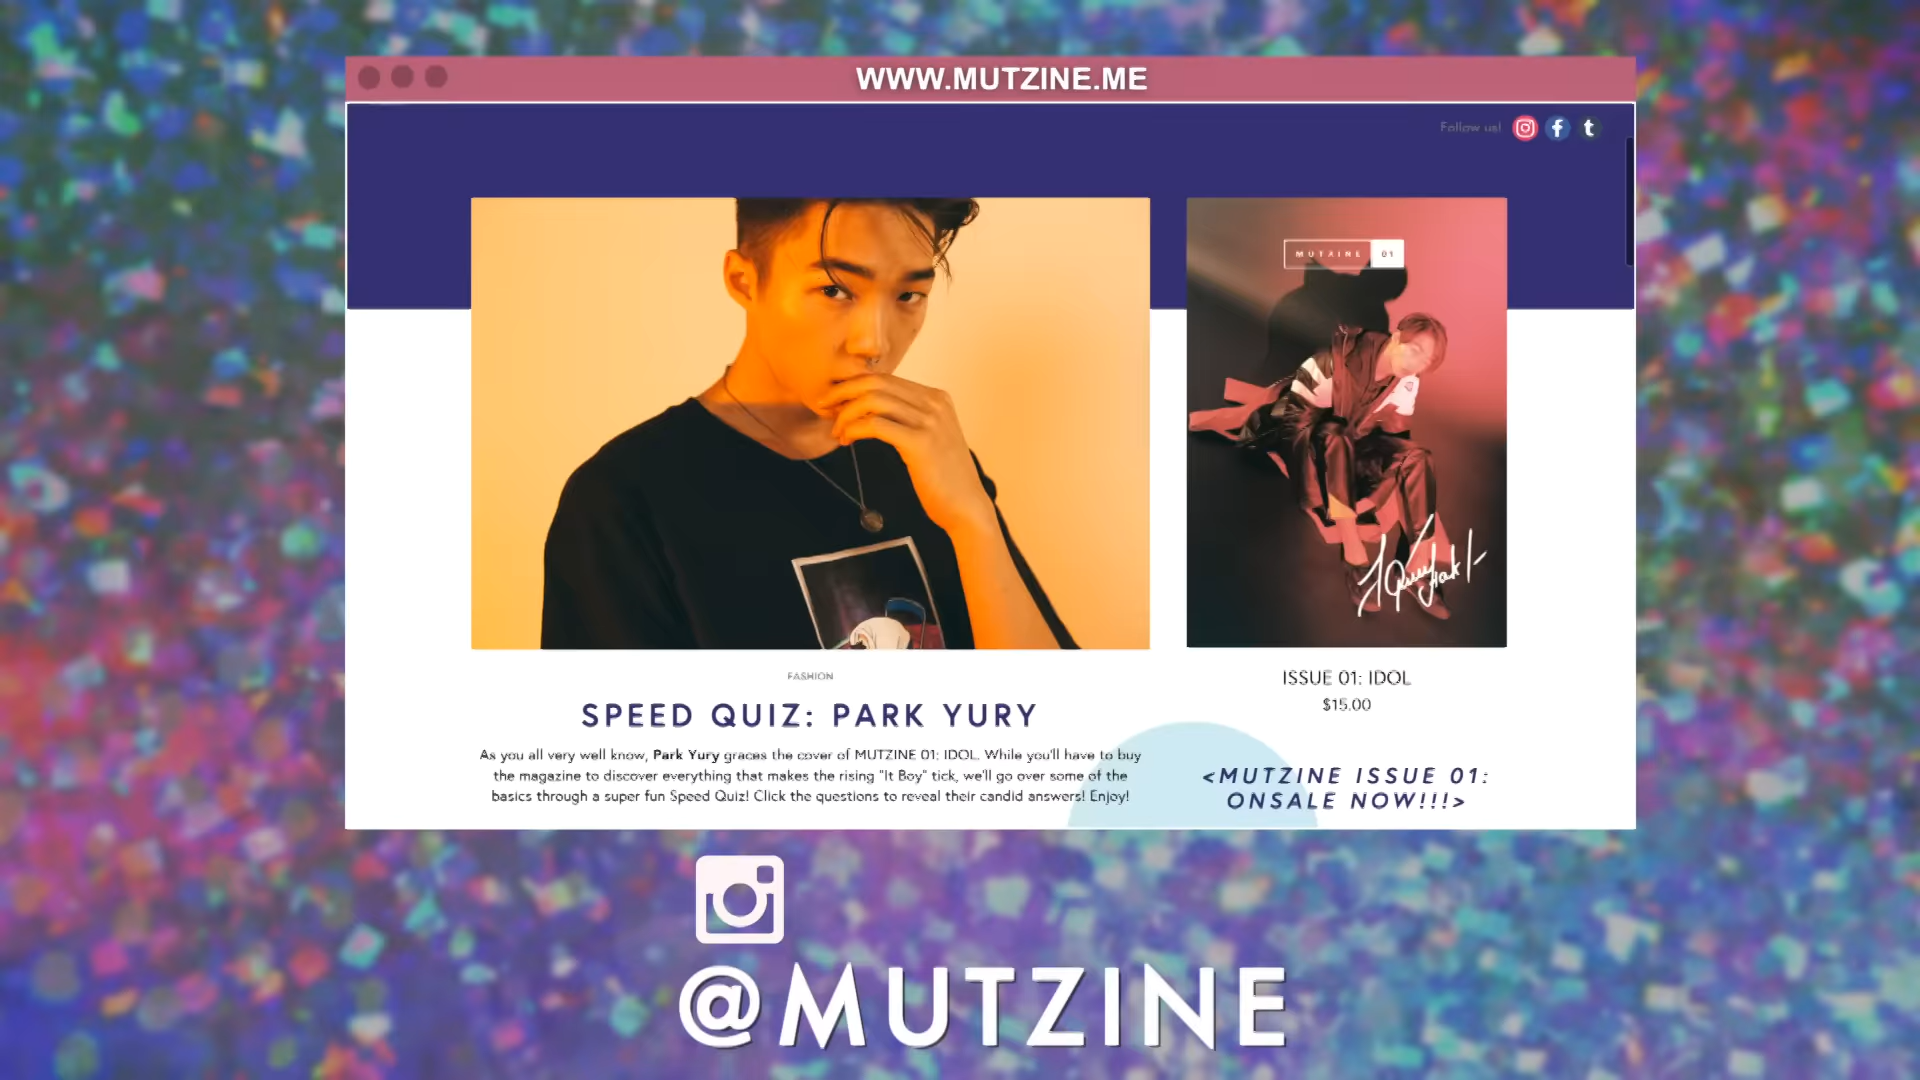 WWW.MUTZINE.ME
Follow us!
MUTZINE 01
FASHION
SPEED QUIZ: PARK YURY
As you all very well know, Park Yury graces the cover of MUTZINE 01: IDOL. While you'll have to buy
the magazine to discover everything that makes the rising "It Boy" tick, we'll go over some of the
basics through a super fun Speed Quiz! Click the questions to reveal their candid answers! Enjoy!
ISSUE 01: IDOL
$15.00
<MUTZINE ISSUE 01:
ONSALE NOW!!!>
@MUTZINE